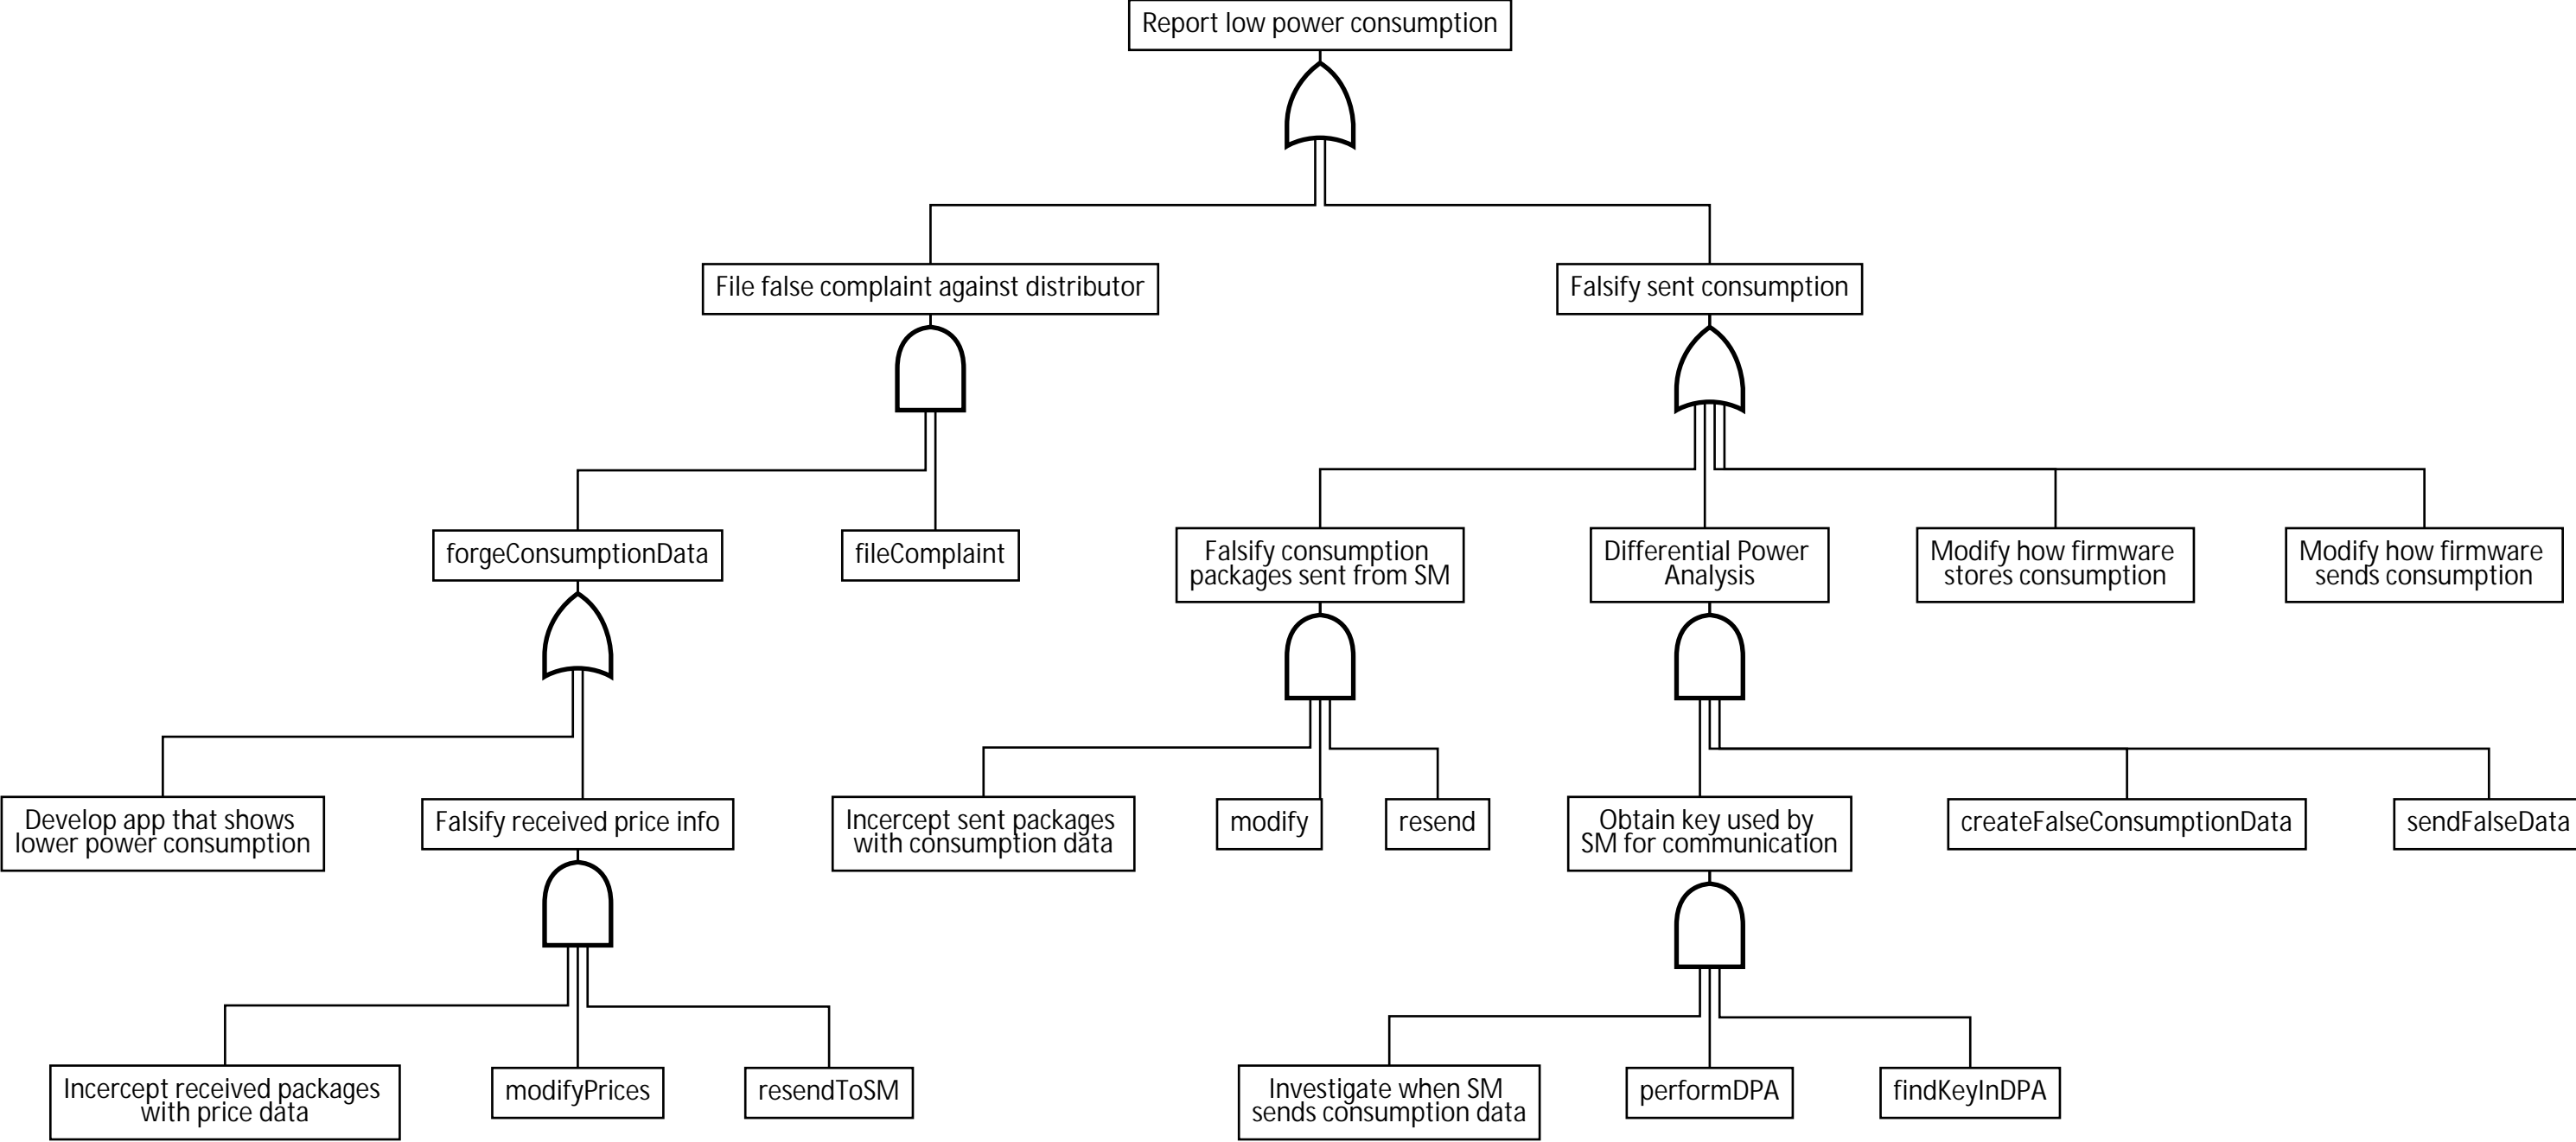 Report low power consumption
File false complaint against distributor
Falsify sent consumption
forgeConsumptionData
fileComplaint
Falsify consumption
packages sent from SM
Differential Power
Analysis
Modify how firmware
stores consumption
Modify how firmware
sends consumption
Develop app that shows
lower power consumption
Falsify received price info
Incercept sent packages
with consumption data
modify
resend
Obtain key used by
SM for communication
createFalseConsumptionData
sendFalseData
Incercept received packages
with price data
modifyPrices
resendToSM
Investigate when SM
sends consumption data
performDPA
findKeyInDPA